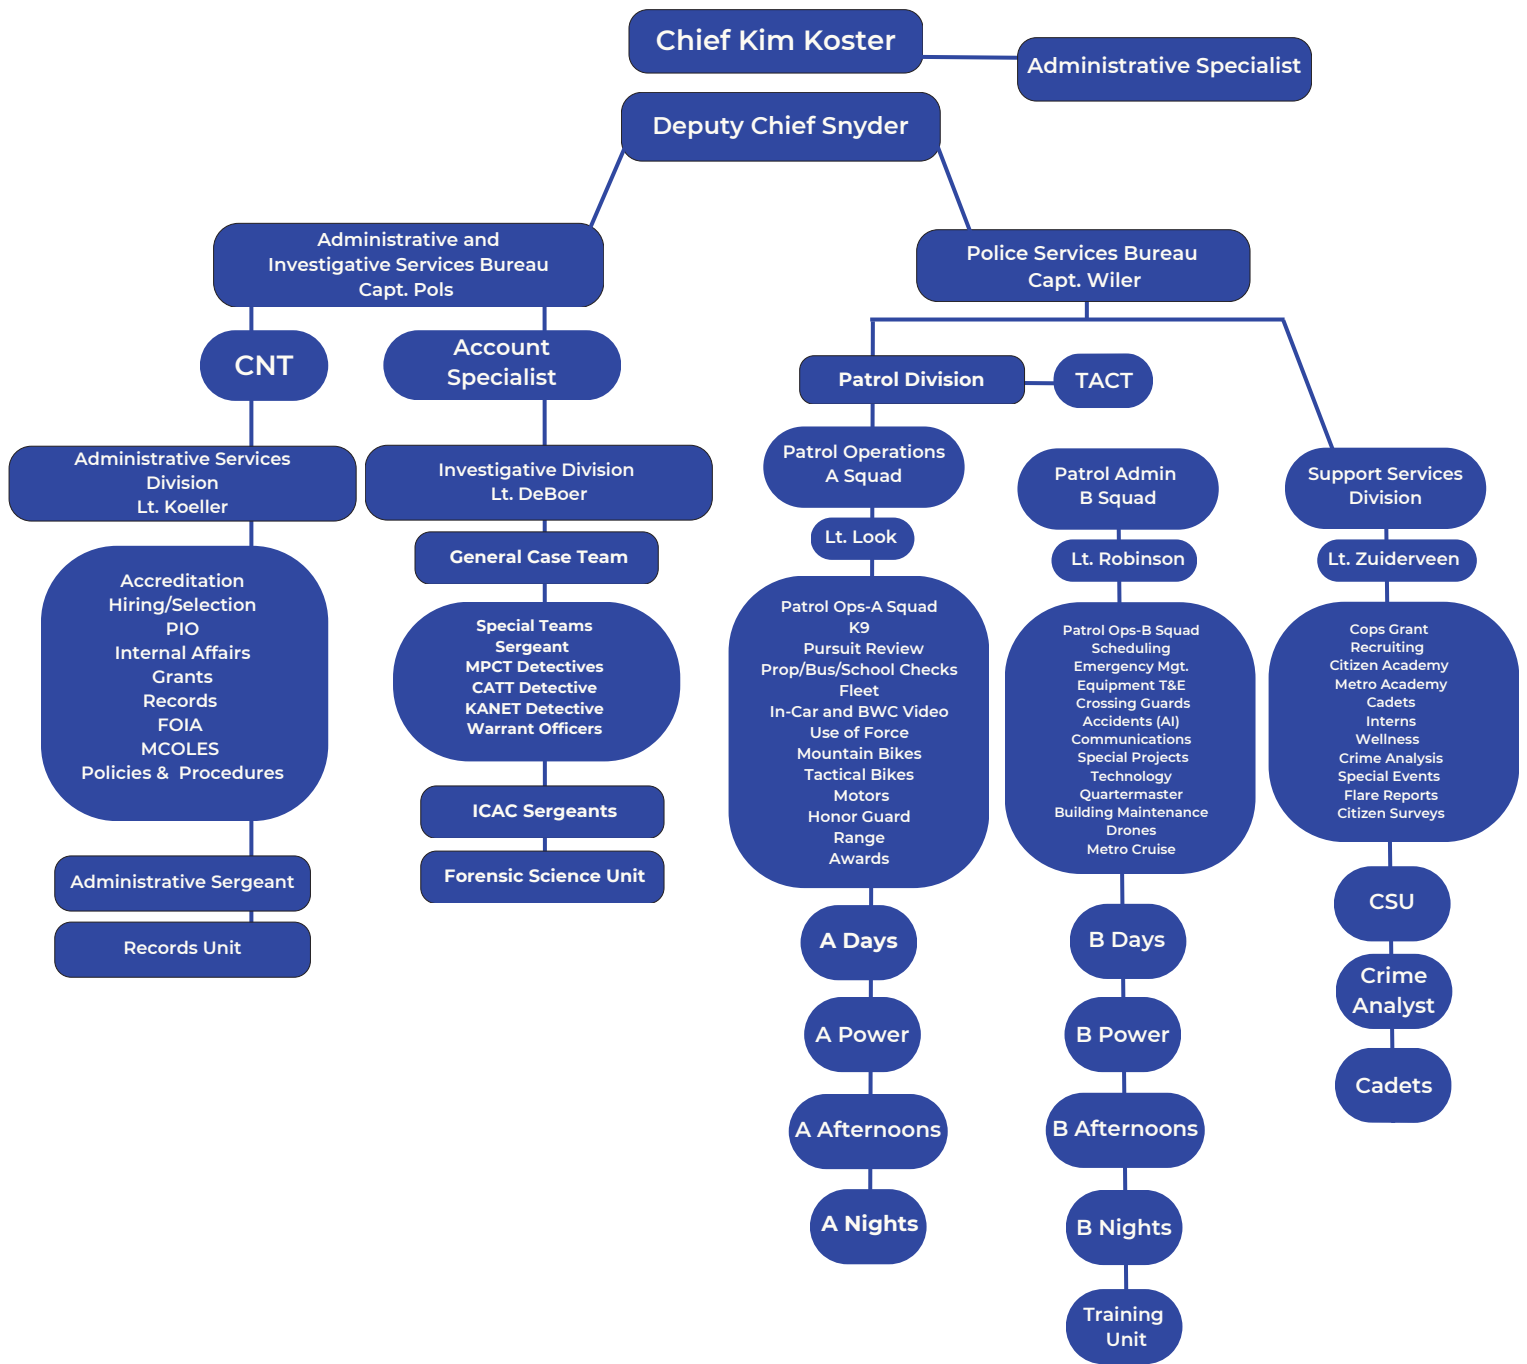 Chief Kim Koster
Administrative Specialist
Deputy Chief Snyder
Administrative and
Investigative Services Bureau
Capt. Pols
Police Services Bureau
Capt. Wiler
CNT
Account
Specialist
Patrol Division
TACT
Administrative Services
Division
Lt. Koeller
Investigative Division
Lt. DeBoer
Patrol Operations
A Squad
Patrol Admin
B Squad
Support Services
Division
Lt. Look
Lt. Robinson
Lt. Zuiderveen
General Case Team
Accreditation
Hiring/Selection
PIO
Internal Affairs
Grants
Records
FOIA
MCOLES
Policies &  Procedures
Special Teams
Sergeant
MPCT Detectives
CATT Detective
KANET Detective
Warrant Officers
Patrol Ops-A Squad
K9
Pursuit Review
Prop/Bus/School Checks
Fleet
In-Car and BWC Video
Use of Force
Mountain Bikes
Tactical Bikes
Motors
Honor Guard
Range
Awards
Patrol Ops-B Squad
Scheduling
Emergency Mgt.
Equipment T&E
Crossing Guards
Accidents (AI)
Communications
Special Projects
Technology
Quartermaster
Building Maintenance
Drones
Metro Cruise
Cops Grant
Recruiting
Citizen Academy
Metro Academy
Cadets
Interns
Wellness
Crime Analysis
Special Events
Flare Reports
Citizen Surveys
ICAC Sergeants
Forensic Science Unit
Administrative Sergeant
Records Unit
A Days
A Power
A Afternoons
A Nights
B Days
B Power
B Afternoons
B Nights
Training
Unit
CSU
Crime
Analyst
Cadets